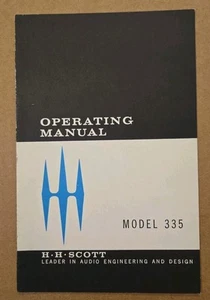 OPERATING
MANUAL
MODEL 335
H·H·SCOTT
LEADER IN AUDIO ENGINEERING AND DESIGN